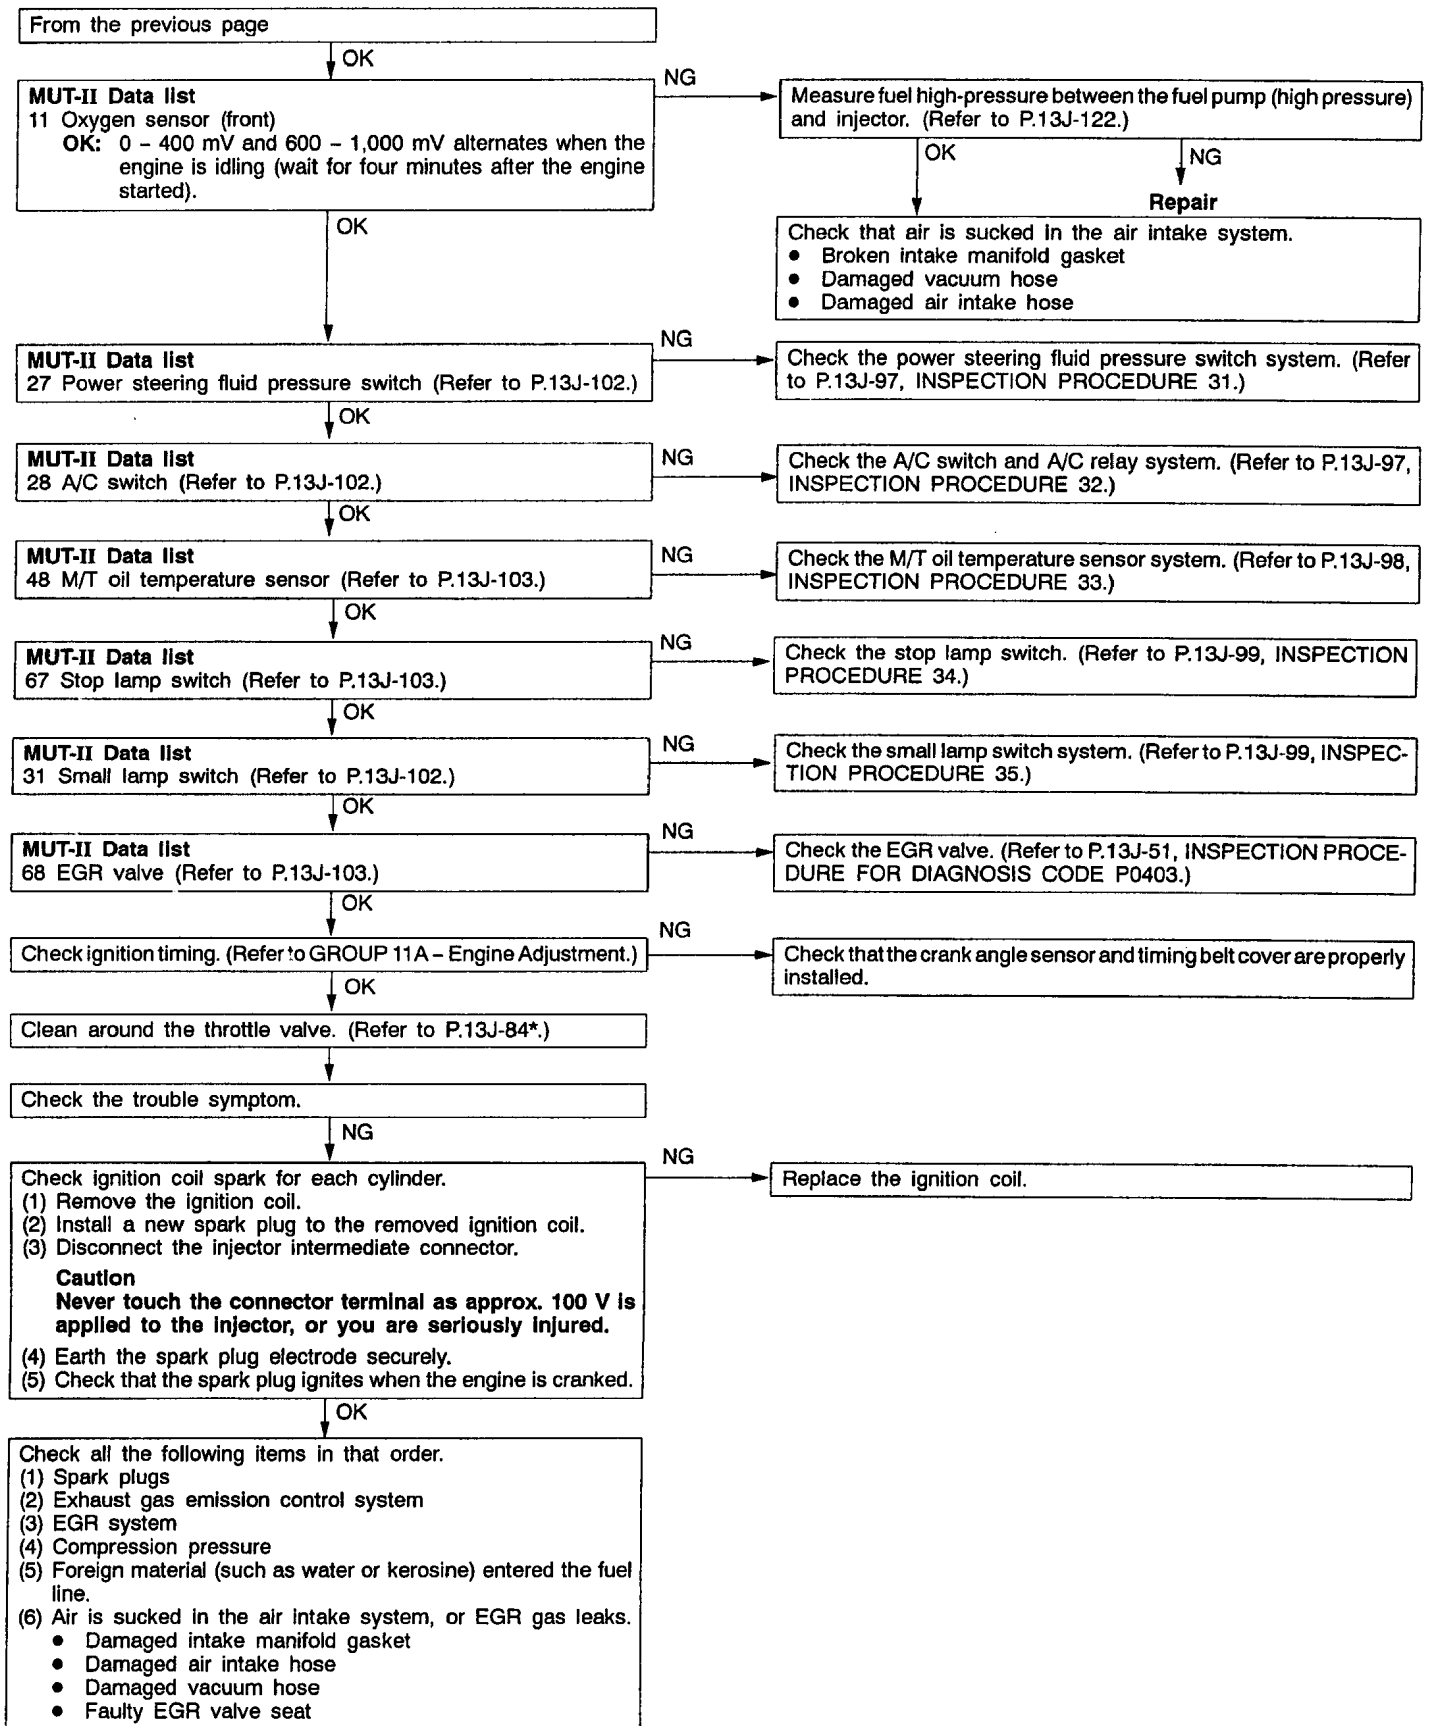 From the previous page
OK
MUT-II Data list
11 Oxygen sensor (front)
OK: 0 – 400 mV and 600 – 1,000 mV alternates when the
engine is idling (wait for four minutes after the engine
started).
NG
Measure fuel high-pressure between the fuel pump (high pressure)
and injector. (Refer to P.13J-122.)
OK
NG
Repair
Check that air is sucked in the air intake system.
● Broken intake manifold gasket
● Damaged vacuum hose
● Damaged air intake hose
OK
MUT-II Data list
27 Power steering fluid pressure switch (Refer to P.13J-102.)
NG
Check the power steering fluid pressure switch system. (Refer
to P.13J-97, INSPECTION PROCEDURE 31.)
OK
MUT-II Data list
28 A/C switch (Refer to P.13J-102.)
NG
Check the A/C switch and A/C relay system. (Refer to P.13J-97,
INSPECTION PROCEDURE 32.)
OK
MUT-II Data list
48 M/T oil temperature sensor (Refer to P.13J-103.)
NG
Check the M/T oil temperature sensor system. (Refer to P.13J-98,
INSPECTION PROCEDURE 33.)
OK
MUT-II Data list
67 Stop lamp switch (Refer to P.13J-103.)
NG
Check the stop lamp switch. (Refer to P.13J-99, INSPECTION
PROCEDURE 34.)
OK
MUT-II Data list
31 Small lamp switch (Refer to P.13J-102.)
NG
Check the small lamp switch system. (Refer to P.13J-99, INSPEC-
TION PROCEDURE 35.)
OK
MUT-II Data list
68 EGR valve (Refer to P.13J-103.)
NG
Check the EGR valve. (Refer to P.13J-51, INSPECTION PROCE-
DURE FOR DIAGNOSIS CODE P0403.)
OK
Check ignition timing. (Refer to GROUP 11A – Engine Adjustment.)
NG
Check that the crank angle sensor and timing belt cover are properly
installed.
OK
Clean around the throttle valve. (Refer to P.13J-84*.)
Check the trouble symptom.
NG
Check ignition coil spark for each cylinder.
(1) Remove the ignition coil.
(2) Install a new spark plug to the removed ignition coil.
(3) Disconnect the injector intermediate connector.
Caution
Never touch the connector terminal as approx. 100 V is
applied to the injector, or you are seriously injured.
(4) Earth the spark plug electrode securely.
(5) Check that the spark plug ignites when the engine is cranked.
NG
Replace the ignition coil.
OK
Check all the following items in that order.
(1) Spark plugs
(2) Exhaust gas emission control system
(3) EGR system
(4) Compression pressure
(5) Foreign material (such as water or kerosine) entered the fuel
line.
(6) Air is sucked in the air intake system, or EGR gas leaks.
● Damaged intake manifold gasket
● Damaged air intake hose
● Damaged vacuum hose
● Faulty EGR valve seat